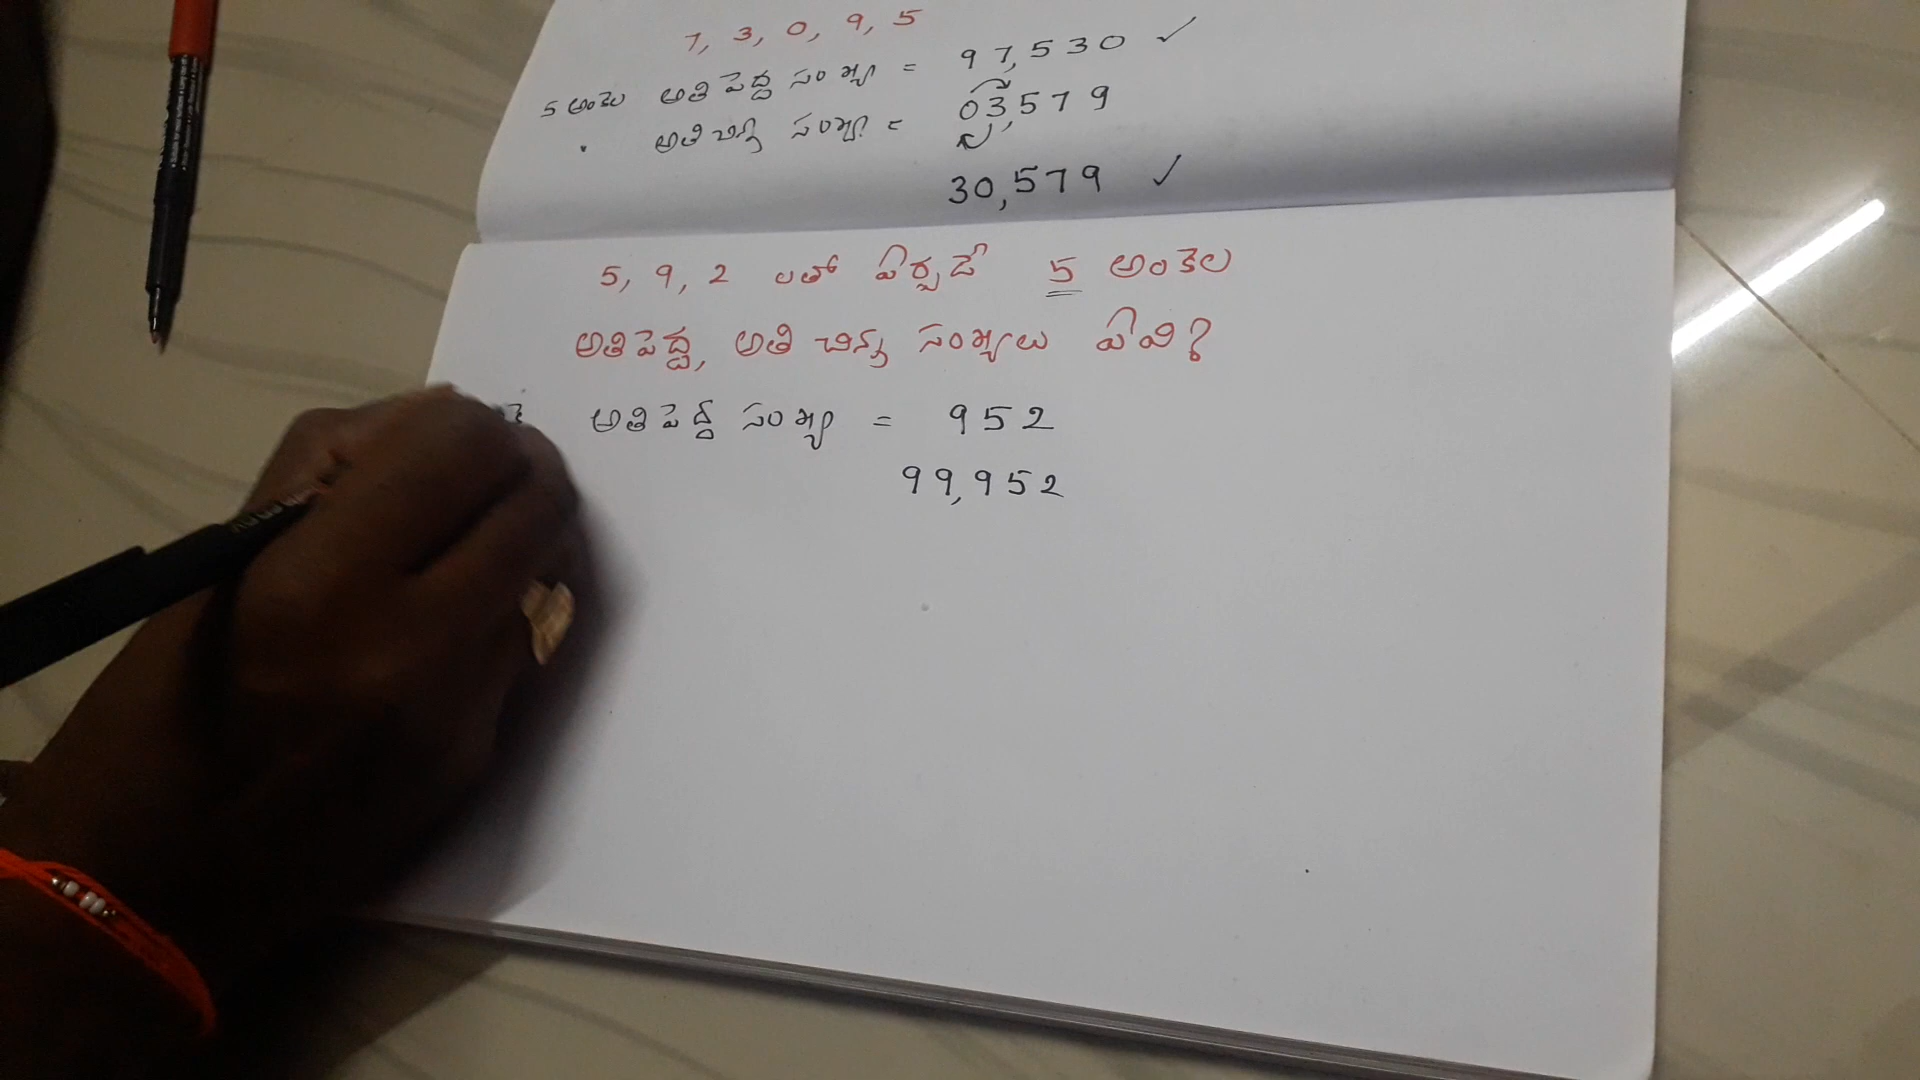 7, 3, 0, 9, 5
5 అంకెల అతి పెద్ద సంఖ్య = 97,530 ✓
" అతి చిన్న సంఖ్య = 03,579
30,579 ✓
5, 9, 2 లతో ఏర్పడే 5 అంకెల
అతి పెద్ద, అతి చిన్న సంఖ్యలు ఏవి?
అతి పెద్ద సంఖ్య = 952
99,952